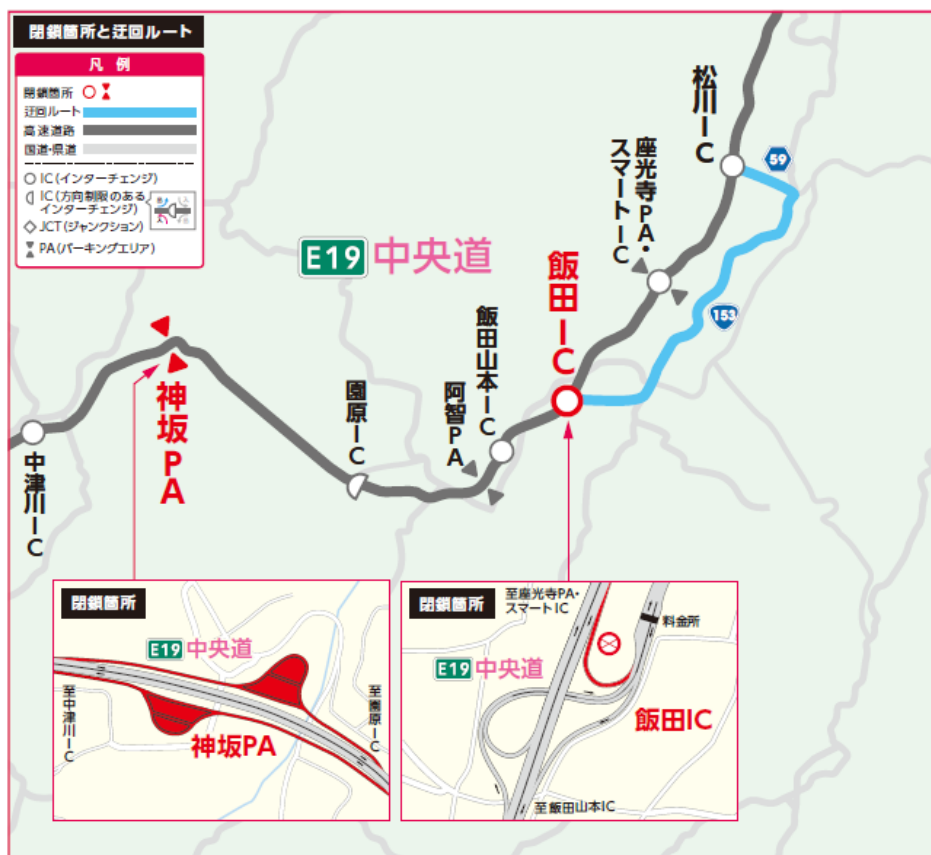 閉鎖箇所と迂回ルート
凡例
閉鎖箇所
迂回ルート
高速道路
国道・県道
IC(インターチェンジ)
IC(方向制限のある
インターチェンジ)
JCT(ジャンクション)
PA(パーキングエリア)
松川IC
59
座光寺PA・
スマートIC
E19 中央道
飯田IC
153
飯田山本IC
阿智PA
園原IC
神坂PA
中津川IC
閉鎖箇所
E19 中央道
至中津川IC
至園原IC
神坂PA
閉鎖箇所
至座光寺PA・
スマートIC
料金所
E19 中央道
飯田IC
至飯田山本IC